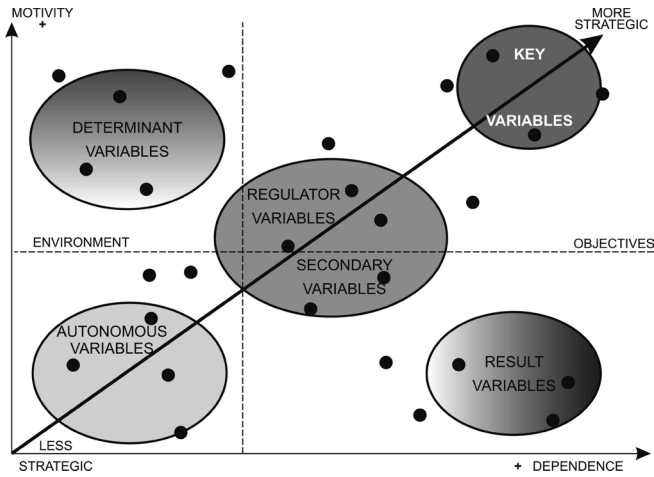 MOTIVITY
+
MORE
STRATEGIC
KEY
VARIABLES
DETERMINANT
VARIABLES
REGULATOR
VARIABLES
ENVIRONMENT
OBJECTIVES
SECONDARY
VARIABLES
AUTONOMOUS
VARIABLES
RESULT
VARIABLES
LESS
STRATEGIC
+ DEPENDENCE